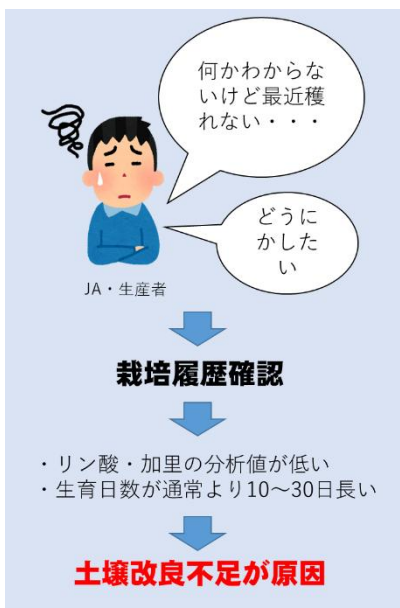 何かわからな
いけど最近穫
れない・・・
どうに
かした
い
JA・生産者
栽培履歴確認
・リン酸・加里の分析値が低い
・生育日数が通常より10～30日長い
土壌改良不足が原因